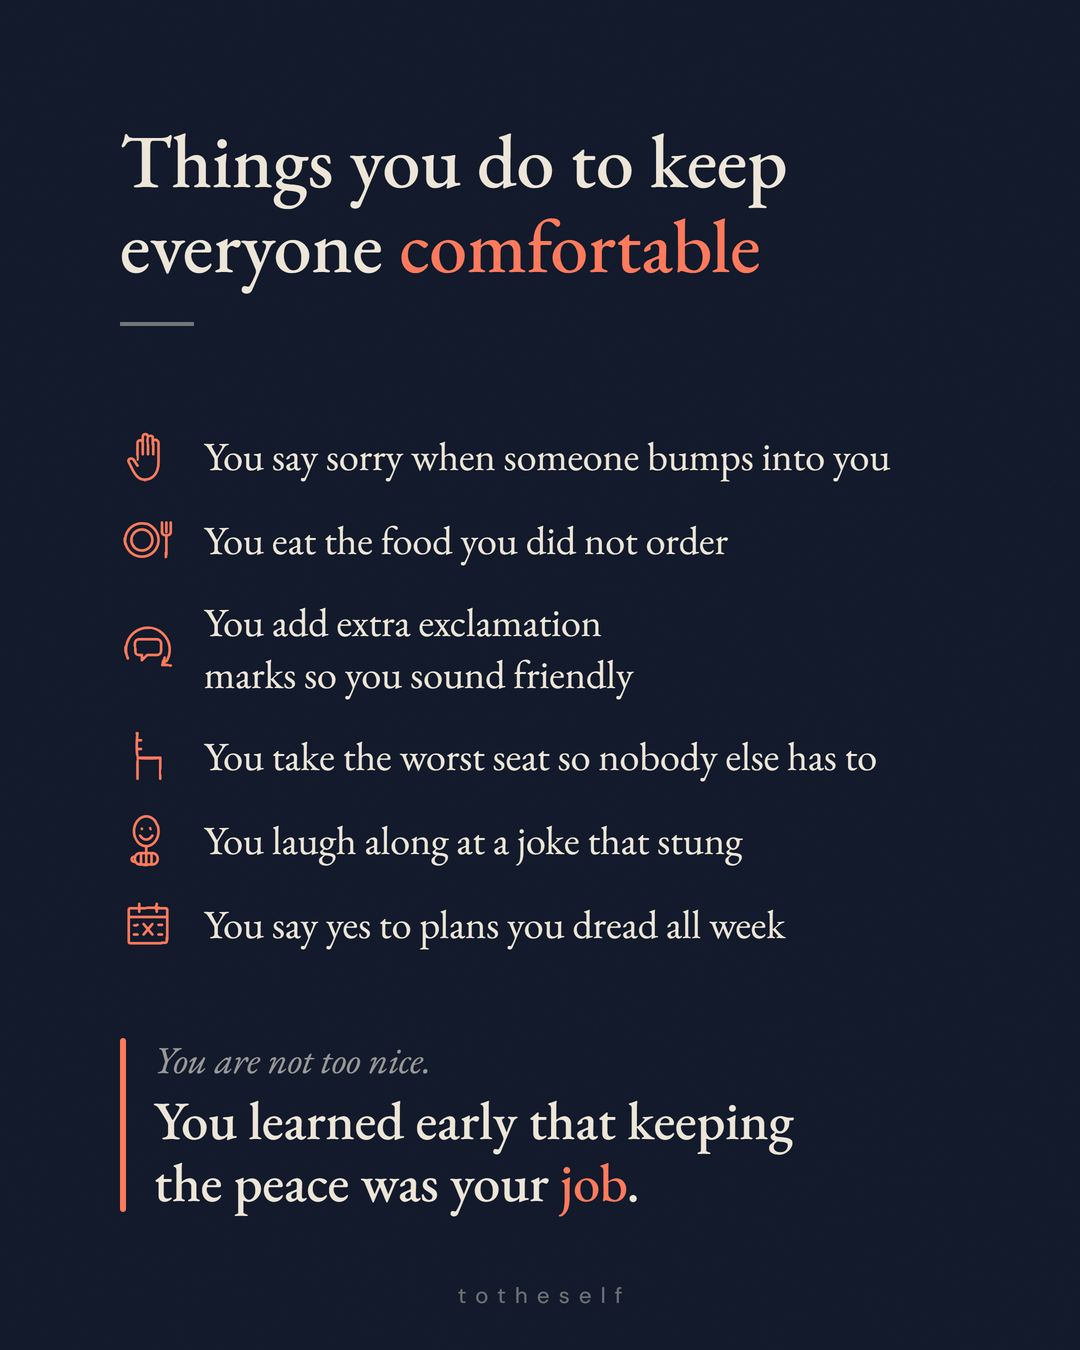 Things you do to keep
everyone comfortable
You say sorry when someone bumps into you
You eat the food you did not order
You add extra exclamation
marks so you sound friendly
You take the worst seat so nobody else has to
You laugh along at a joke that stung
You say yes to plans you dread all week
You are not too nice.
You learned early that keeping
the peace was your job.
totheself